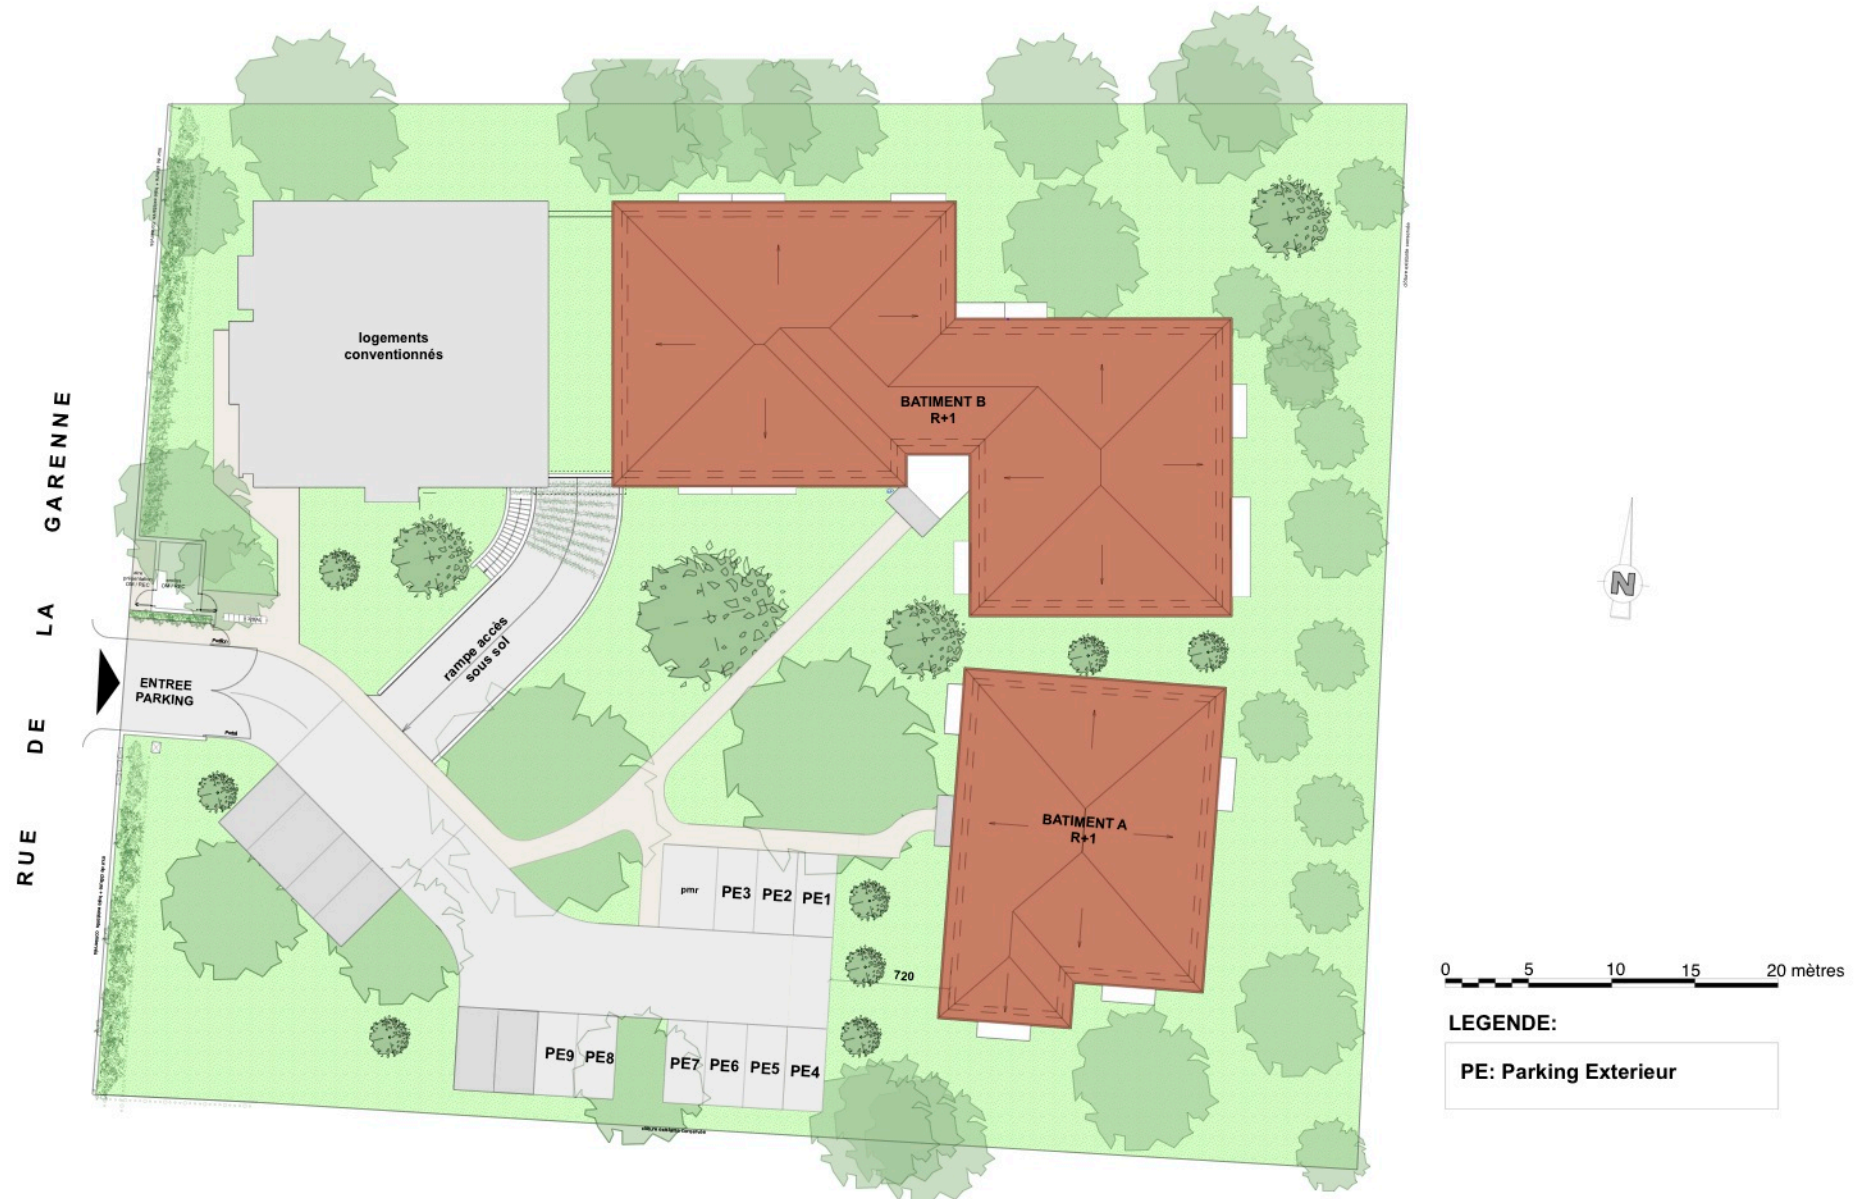 logements
conventionnés
BATIMENT B
R+1
RUE DE LA GARENNE
rampe accès
sous sol
ENTREE
PARKING
BATIMENT A
R+1
pmr
PE3
PE2
PE1
720
PE9
PE8
PE7
PE6
PE5
PE4
N
0 5 10 15 20 mètres
LEGENDE:
PE: Parking Exterieur